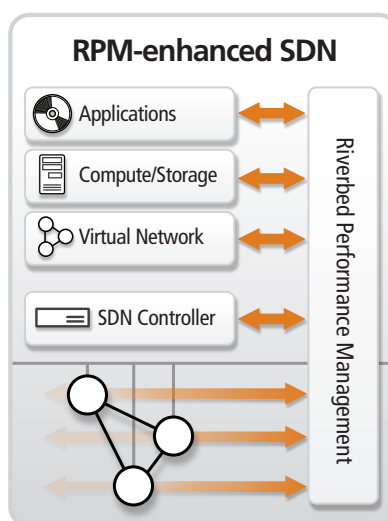 RPM-enhanced SDN
Applications
Compute/Storage
Virtual Network
SDN Controller
Riverbed Performance Management